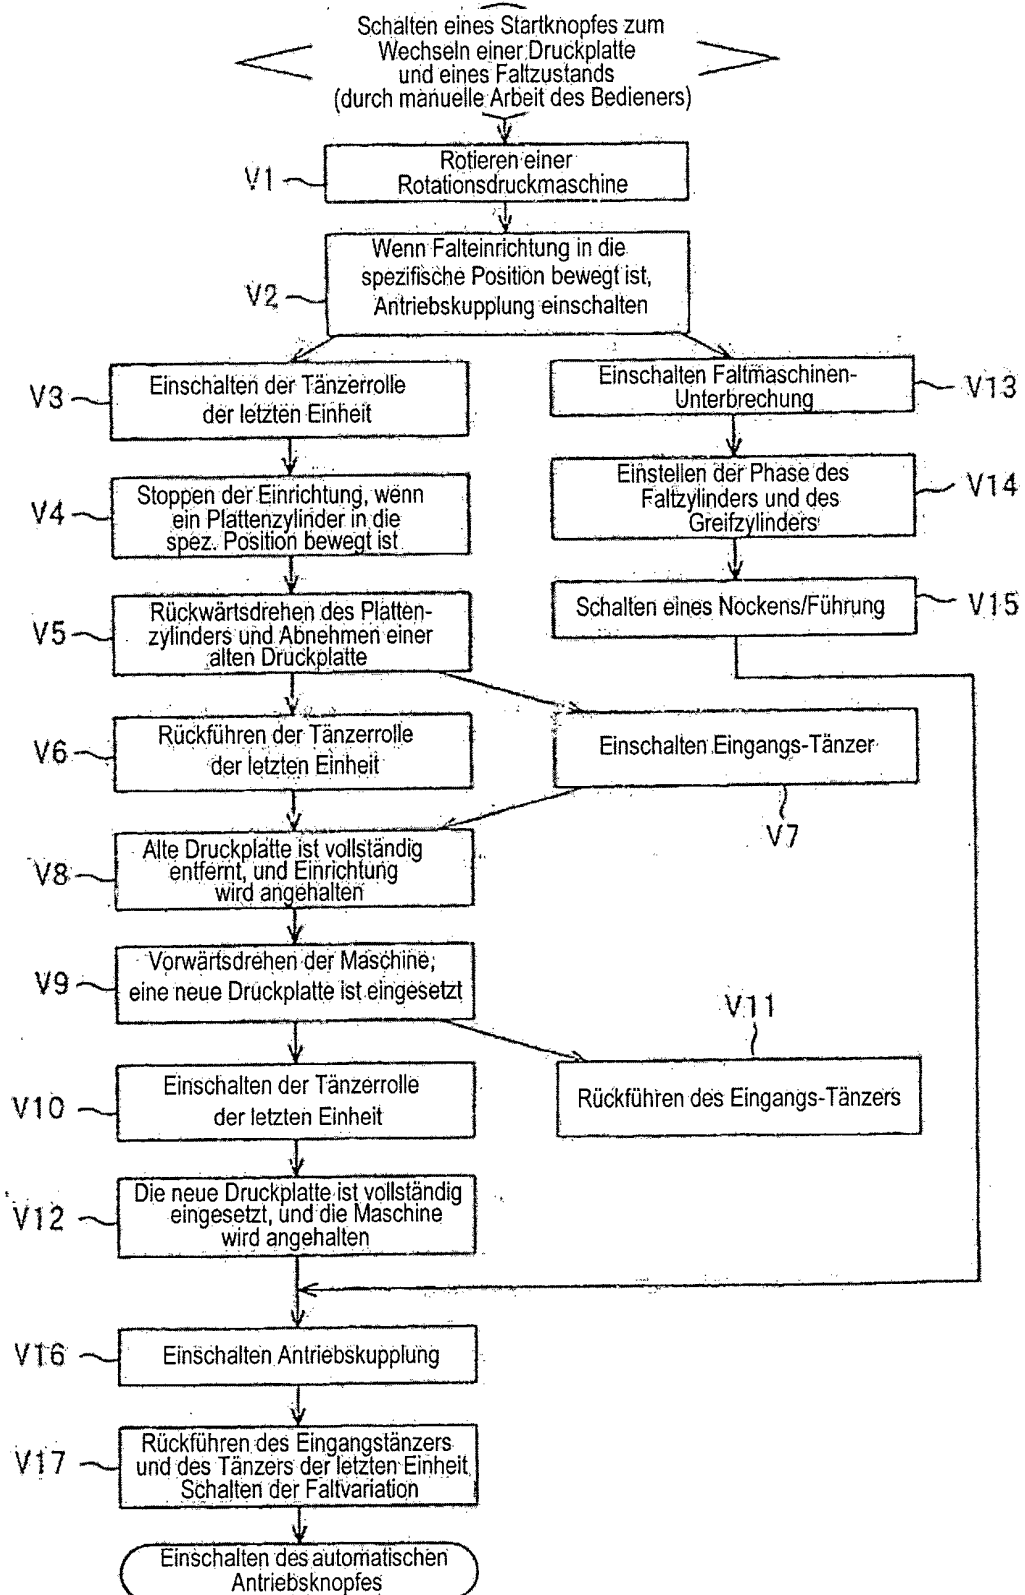 Schalten eines Startknopfes zum
Wechseln einer Druckplatte
und eines Faltzustands
(durch manuelle Arbeit des Bedieners)
V1
Rotieren einer
Rotationsdruckmaschine
V2
Wenn Falteinrichtung in die
spezifische Position bewegt ist,
Antriebskupplung einschalten
V3
Einschalten der Tänzerrolle
der letzten Einheit
Einschalten Faltmaschinen-
Unterbrechung
V13
V4
Stoppen der Einrichtung, wenn
ein Plattenzylinder in die
spez. Position bewegt ist
Einstellen der Phase des
Faltzylinders und des
Greifzylinders
V14
V5
Rückwärtsdrehen des Platten-
zylinders und Abnehmen einer
alten Druckplatte
Schalten eines Nockens/Führung
V15
V6
Rückführen der Tänzerrolle
der letzten Einheit
Einschalten Eingangs-Tänzer
V7
V8
Alte Druckplatte ist vollständig
entfernt, und Einrichtung
wird angehalten
V9
Vorwärtsdrehen der Maschine,
eine neue Druckplatte ist eingesetzt
V11
V10
Einschalten der Tänzerrolle
der letzten Einheit
Rückführen des Eingangs-Tänzers
V12
Die neue Druckplatte ist vollständig
eingesetzt, und die Maschine
wird angehalten
V16
Einschalten Antriebskupplung
V17
Rückführen des Eingangstänzers
und des Tänzers der letzten Einheit
Schalten der Faltvariation
Einschalten des automatischen
Antriebsknopfes